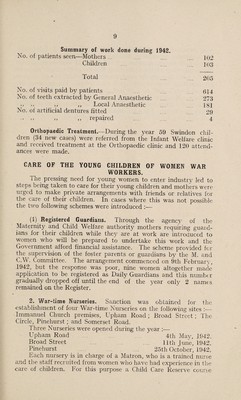 9
Summary of work done during 1942.
No. of patients seen—Mothers ... 102
Children 103
Total 205
No. of visits paid by patients 614
No. of teeth extracted by General Anaesthetic 273
,, ,, ,, ,, Local Anaesthetic 181
No. of artificial dentures fitted 29
,, ,, ,, repaired 4
Orthopaedic Treatment.—During the year 59 Swindon chil-
dren (34 new cases) were referred from the Infant Welfare clinic
and received treatment at the Orthopaedic clinic and 120 attend-
ances were made.
CARE OF THE YOUNG CHILDREN OF WOMEN WAR
WORKERS.
The pressing need for young women to enter industry led to
steps being taken to care for their young children and mothers were
urged to make private arrangements with friends or relatives for
the care of their children. In cases where this was not possible
the two following schemes were introduced :—
(1) Registered Guardians. Through the agency of the
Maternity and Child Welfare authority mothers requiring guard-
ians for their children while they are at work are introduced to
women who will be prepared to undertake this work and the
Government afford financial assistance. The scheme provided for
the supervision of the foster parents or guardians by the M. and
C.W. Committee. The arrangement commenced on 9th February,
1942, but the response was poor, nine women altogether made
application to be registered as Daily Guardians and this number
gradually dropped off until the end of the year only 2 names
remained on the Register.
2. War-time Nurseries. Sanction was obtained for the
establishment of four War-time Nurseries on the following sites :—
Immanuel Church premises, Upham Road; Broad Street; The
Circle, Pinehurst; and Somerset Road.
Three Nurseries were opened during the year :—
Upham Road 4th May, 1942.
Broad Street 11th June, 1942.
Pinehurst 25th October, 1942.
Each nursery is in charge of a Matron, who is a trained nurse
and the staff recruited from women who have had experience in the
care of children. For this purpose a Child Care Reserve course